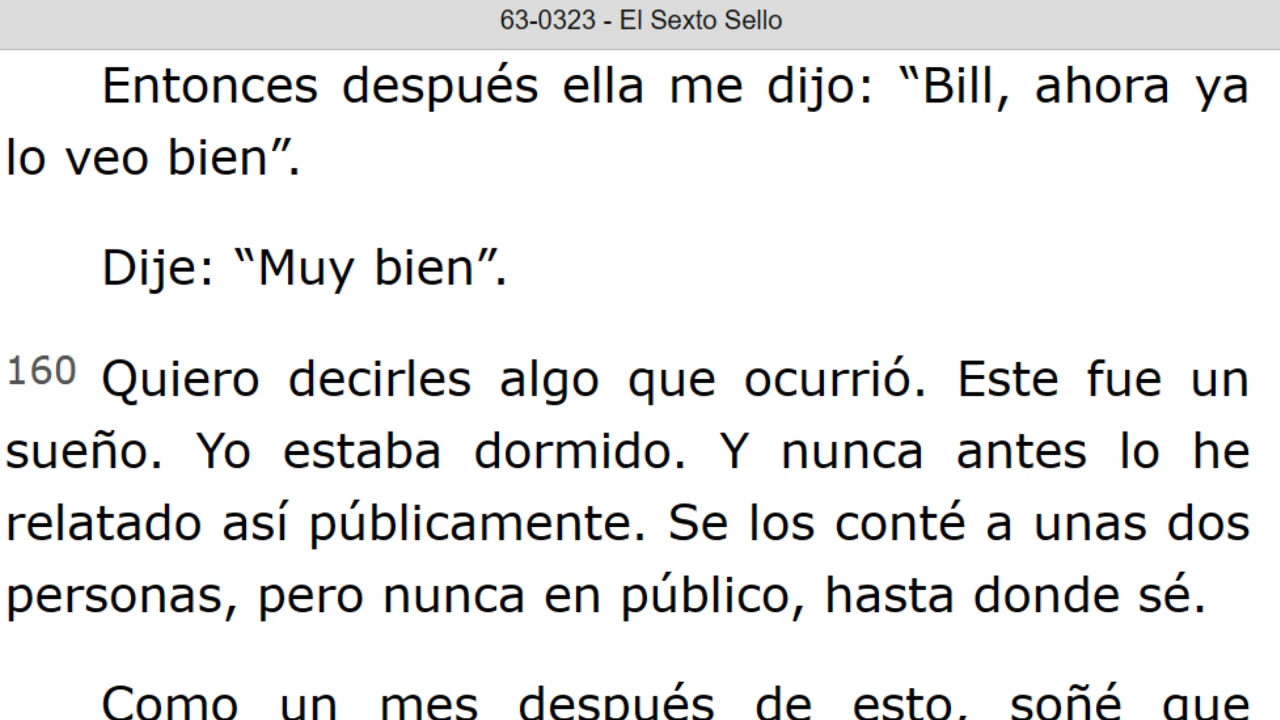 63-0323 - El Sexto Sello
Entonces después ella me dijo: “Bill, ahora ya
lo veo bien”.
Dije: “Muy bien”.
160 Quiero decirles algo que ocurrió. Este fue un
sueño. Yo estaba dormido. Y nunca antes lo he
relatado así públicamente. Se los conté a unas dos
personas, pero nunca en público, hasta donde sé.
Como un mes después de esto, soñé que